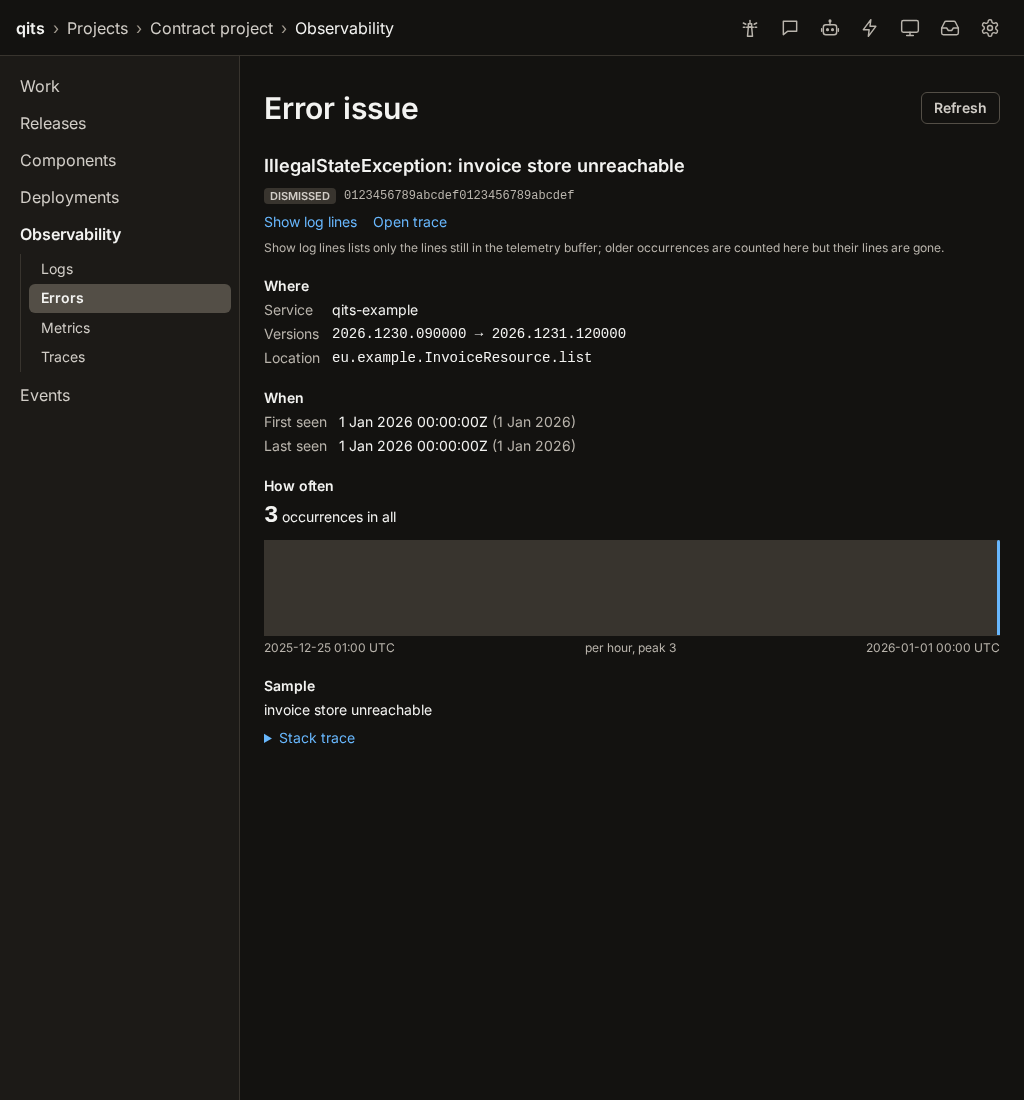 qits › Projects › Contract project › Observability
Work
Releases
Components
Deployments
Observability
Logs
Errors
Metrics
Traces
Events
Error issue
Refresh
IllegalStateException: invoice store unreachable
DISMISSED 0123456789abcdef0123456789abcdef
Show log lines Open trace
Show log lines lists only the lines still in the telemetry buffer; older occurrences are counted here but their lines are gone.
Where
Service qits-example
Versions 2026.1230.090000 → 2026.1231.120000
Location eu.example.InvoiceResource.list
When
First seen 1 Jan 2026 00:00:00Z (1 Jan 2026)
Last seen 1 Jan 2026 00:00:00Z (1 Jan 2026)
How often
3 occurrences in all
2025-12-25 01:00 UTC per hour, peak 3 2026-01-01 00:00 UTC
Sample
invoice store unreachable
Stack trace